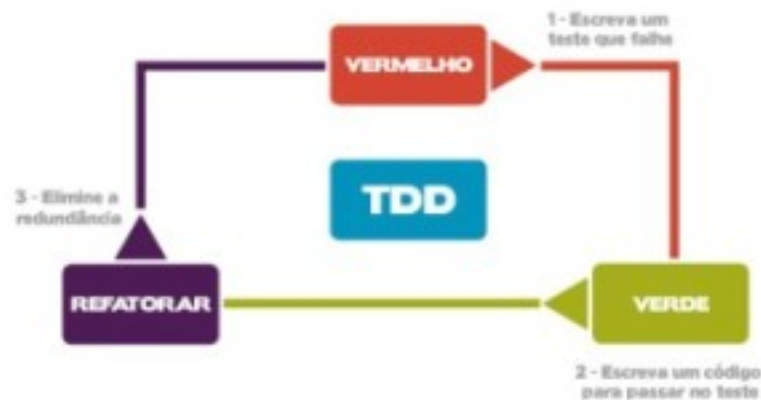 VERMELHO
1 - Escreva um
teste que falhe
TDD
3 - Elimine a
redundância
REFATORAR
VERDE
2 - Escreva um código
para passar no teste